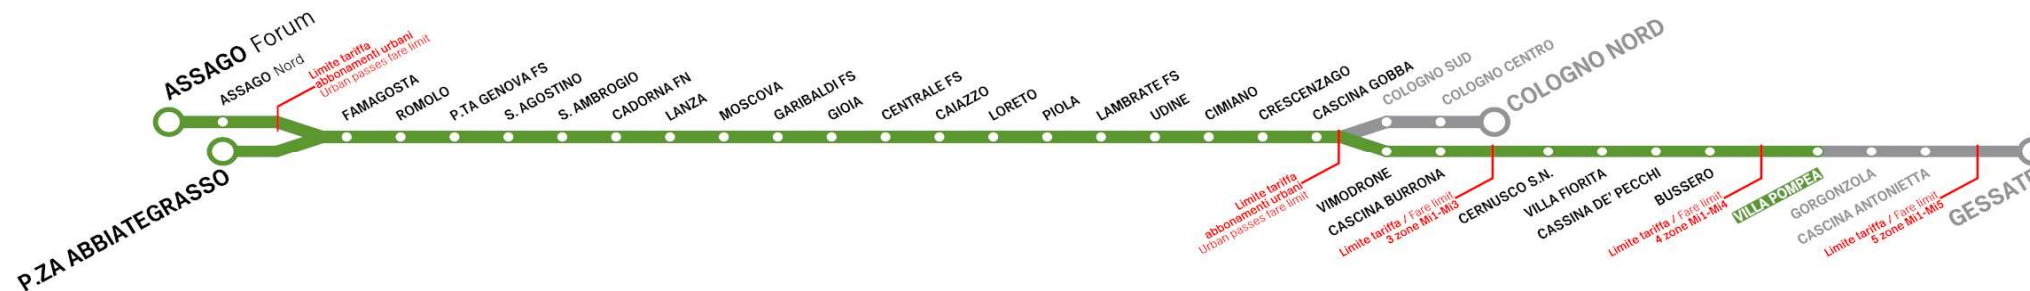 ASSAGO Forum
ASSAGO Nord
Limite tariffa
abbonamenti urbani
Urban passes fare limit
P.ZA ABBIATEGRASSO
FAMAGOSTA
ROMOLO
P.TA GENOVA FS
S. AGOSTINO
S. AMBROGIO
CADORNA FN
LANZA
MOSCOVA
GARIBALDI FS
GIOIA
CENTRALE FS
CAIAZZO
LORETO
PIOLA
LAMBRATE FS
UDINE
CIMIANO
CRESCENZAGO
CASCINA GOBBA
COLOGNO SUD
COLOGNO CENTRO
COLOGNO NORD
Limite tariffa
abbonamenti urbani
Urban passes fare limit
VIMODRONE
CASCINA BURRONA
Limite tariffa / Fare limit
3 zone Mi1-Mi3
CERNUSCO S.N.
VILLA FIORITA
CASSINA DE' PECCHI
BUSSERO
Limite tariffa / Fare limit
4 zone Mi1-Mi4
VILLA POMPEA
GORGONZOLA
CASCINA ANTONIETTA
Limite tariffa / Fare limit
5 zone Mi1-Mi5
GESSATE